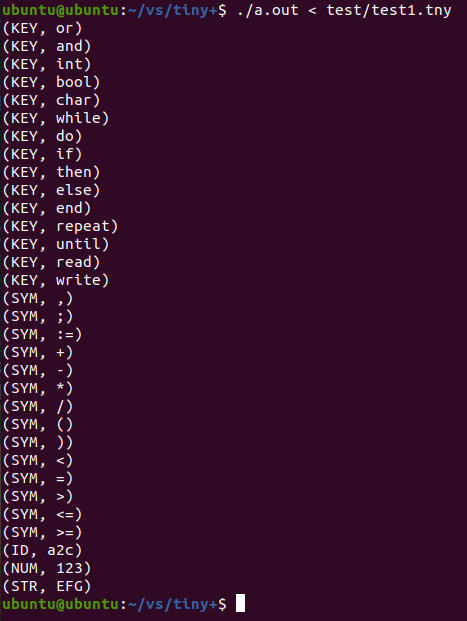 ubuntu@ubuntu:~/vs/tiny+$ ./a.out < test/test1.tny
(KEY, or)
(KEY, and)
(KEY, int)
(KEY, bool)
(KEY, char)
(KEY, while)
(KEY, do)
(KEY, if)
(KEY, then)
(KEY, else)
(KEY, end)
(KEY, repeat)
(KEY, until)
(KEY, read)
(KEY, write)
(SYM, ,)
(SYM, ;)
(SYM, :=)
(SYM, +)
(SYM, -)
(SYM, *)
(SYM, /)
(SYM, ()
(SYM, ))
(SYM, <)
(SYM, =)
(SYM, >)
(SYM, <=)
(SYM, >=)
(ID, a2c)
(NUM, 123)
(STR, EFG)
ubuntu@ubuntu:~/vs/tiny+$